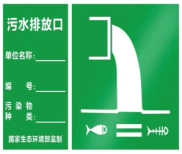 污水排放口
单位名称：
编 号：
污 染 物
种 类：
国家生态环境部监制